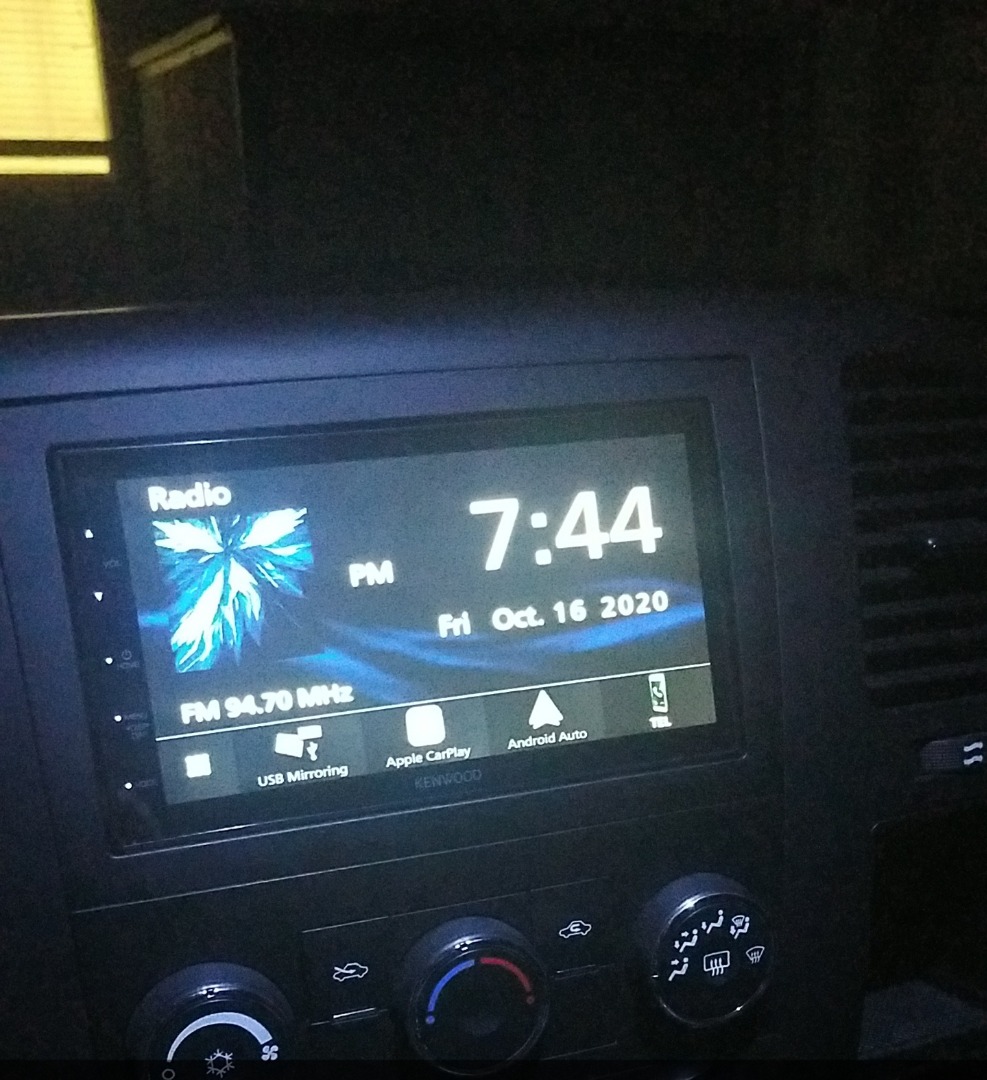 Radio
7:44
PM
Fri Oct. 16 2020
FM 94.70 MHz
USB Mirroring
Apple CarPlay
Android Auto
TEL
KENWOOD
VOL